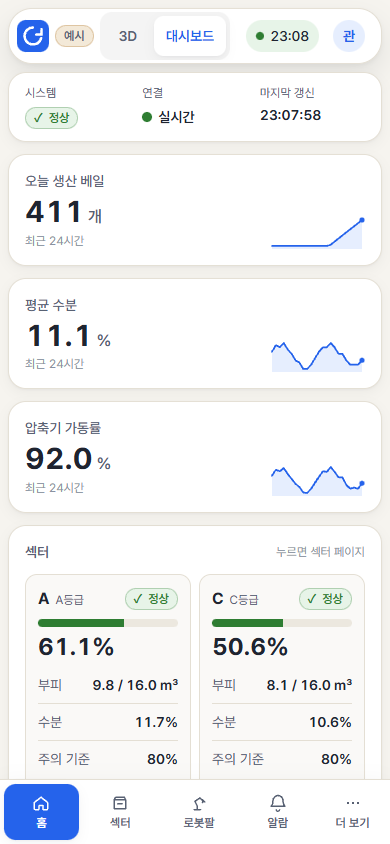 예시
3D
대시보드
23:08
관
시스템
연결
마지막 갱신
✓ 정상
실시간
23:07:58
오늘 생산 베일
411 개
최근 24시간
평균 수분
11.1 %
최근 24시간
압축기 가동률
92.0 %
최근 24시간
섹터
누르면 섹터 페이지
A A등급
✓ 정상
61.1%
부피 9.8 / 16.0 m³
수분 11.7%
주의 기준 80%
C C등급
✓ 정상
50.6%
부피 8.1 / 16.0 m³
수분 10.6%
주의 기준 80%
홈
섹터
로봇팔
알람
더 보기